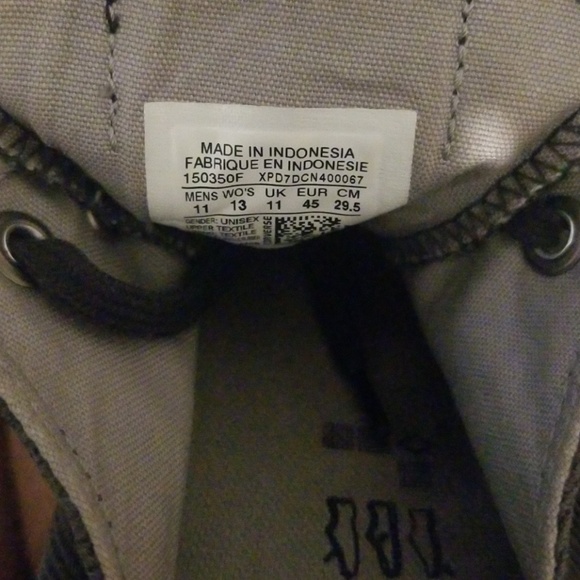 MADE IN INDONESIA
FABRIQUE EN INDONESIE
150350F XPD7DCN400067
MENS WO'S UK EUR CM
11 13 11 45 29.5
GENDER: UNISEX
UPPER TEXTILE
TEXTILE